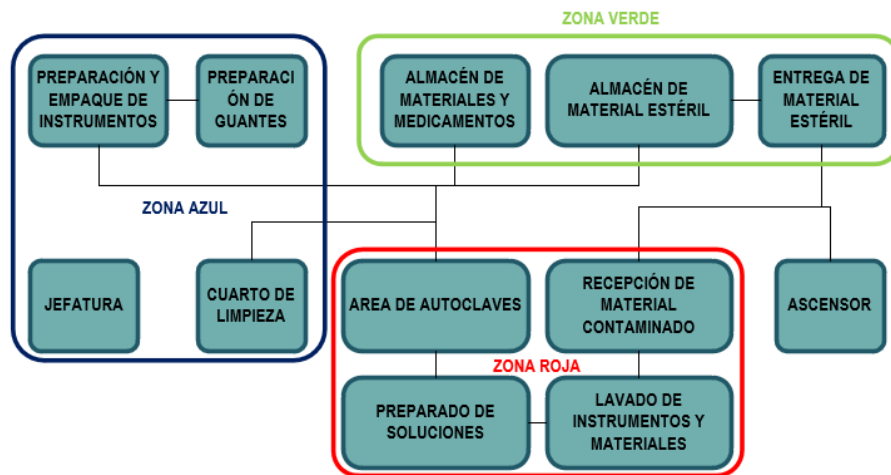 ZONA VERDE
PREPARACIÓN Y
EMPAQUE DE
INSTRUMENTOS
PREPARACI
ÓN DE
GUANTES
ALMACÉN DE
MATERIALES Y
MEDICAMENTOS
ALMACÉN DE
MATERIAL ESTÉRIL
ENTREGA DE
MATERIAL
ESTÉRIL
ZONA AZUL
JEFATURA
CUARTO DE
LIMPIEZA
AREA DE AUTOCLAVES
RECEPCIÓN DE
MATERIAL
CONTAMINADO
ASCENSOR
ZONA ROJA
PREPARADO DE
SOLUCIONES
LAVADO DE
INSTRUMENTOS Y
MATERIALES